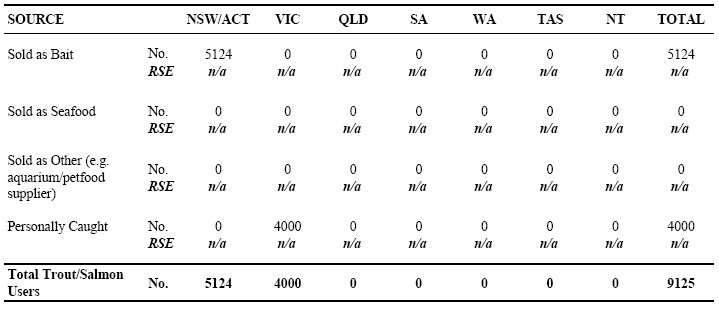 SOURCE NSW/ACT VIC QLD SA WA TAS NT TOTAL
Sold as Bait No. 5124 0 0 0 0 0 0 5124
RSE n/a n/a n/a n/a n/a n/a n/a n/a
Sold as Seafood No. 0 0 0 0 0 0 0 0
RSE n/a n/a n/a n/a n/a n/a n/a n/a
Sold as Other (e.g.
aquarium/petfood No. 0 0 0 0 0 0 0 0
supplier) RSE n/a n/a n/a n/a n/a n/a n/a n/a
Personally Caught No. 0 4000 0 0 0 0 0 4000
RSE n/a n/a n/a n/a n/a n/a n/a n/a
Total Trout/Salmon
Users No. 5124 4000 0 0 0 0 0 9125